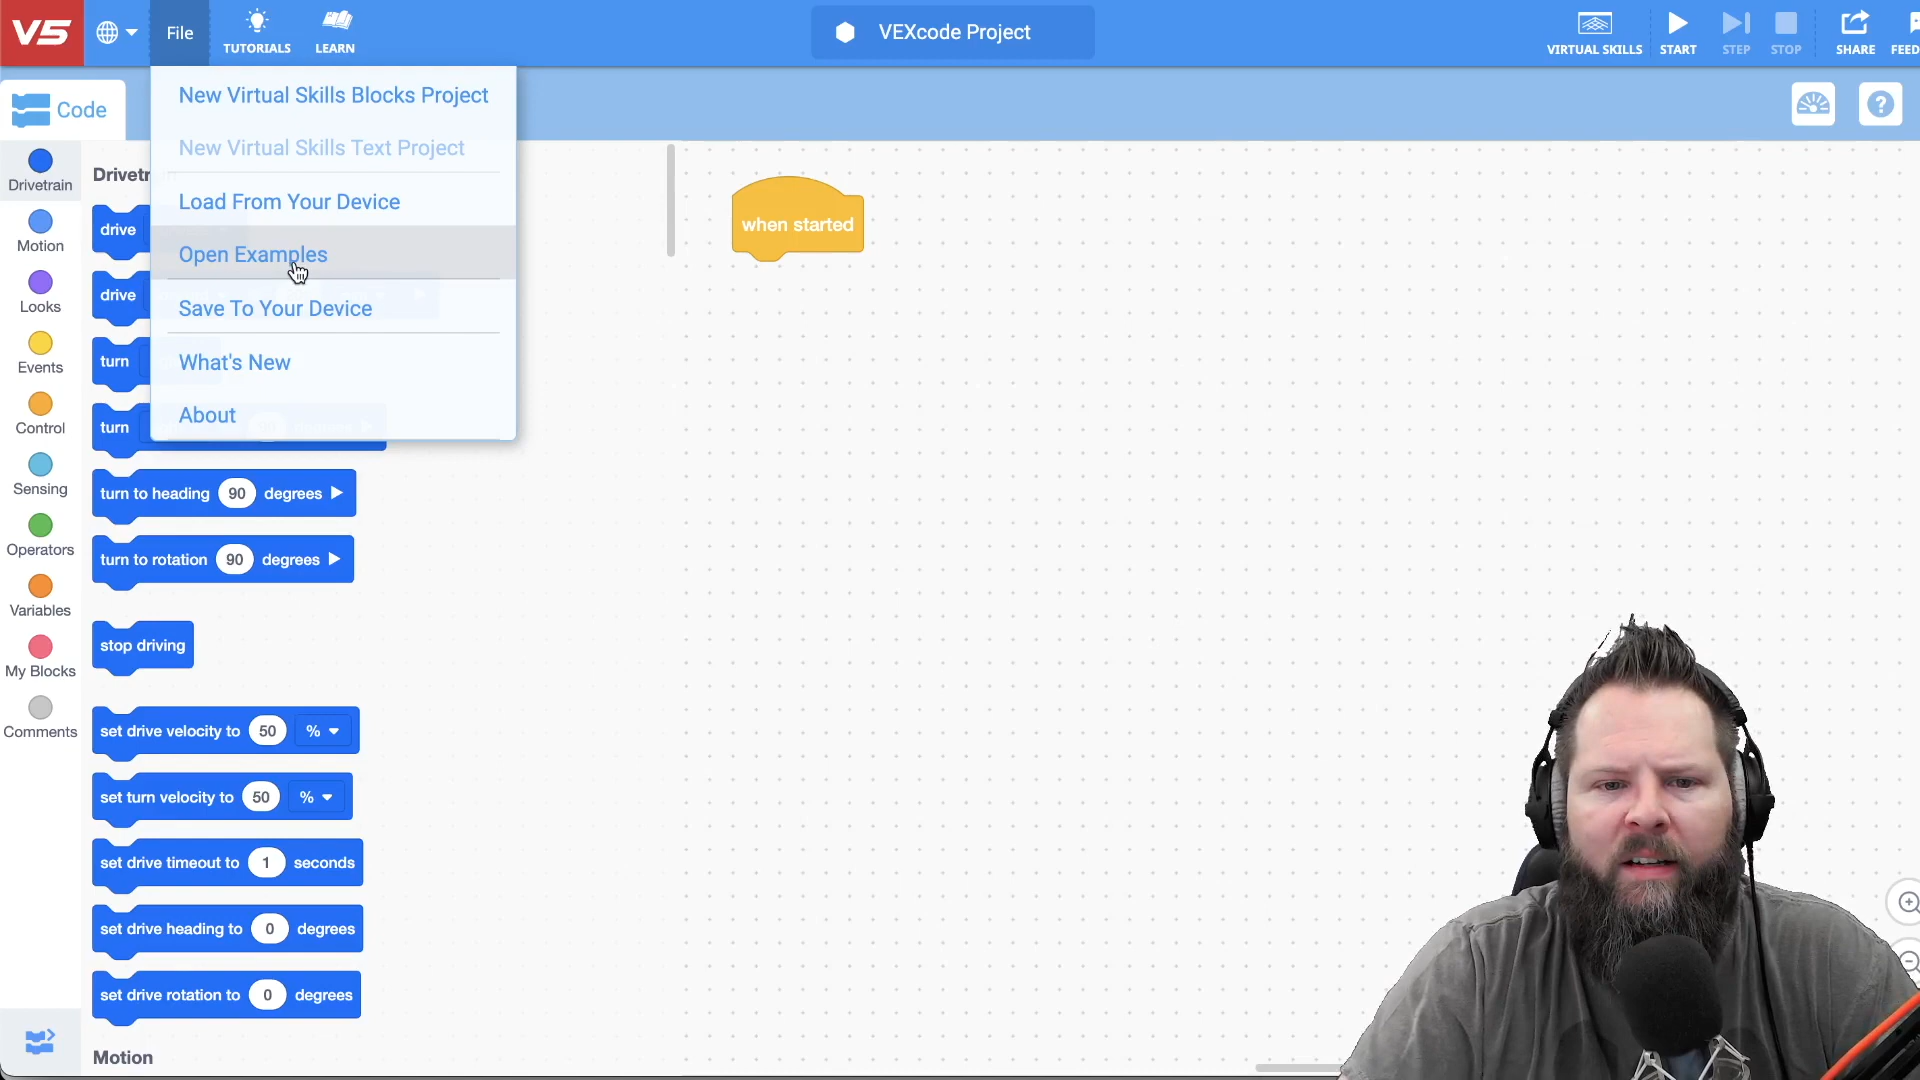 V5
File
TUTORIALS
LEARN
VEXcode Project
VIRTUAL SKILLS
START
STEP
STOP
SHARE
Code
New Virtual Skills Blocks Project
New Virtual Skills Text Project
Load From Your Device
Open Examples
Save To Your Device
What's New
About
Drivetrain
Motion
Looks
Events
Control
Sensing
Operators
Variables
My Blocks
Comments
drive
drive
turn
turn
turn to heading 90 degrees
turn to rotation 90 degrees
stop driving
set drive velocity to 50 %
set turn velocity to 50 %
set drive timeout to 1 seconds
set drive heading to 0 degrees
set drive rotation to 0 degrees
Motion
when started